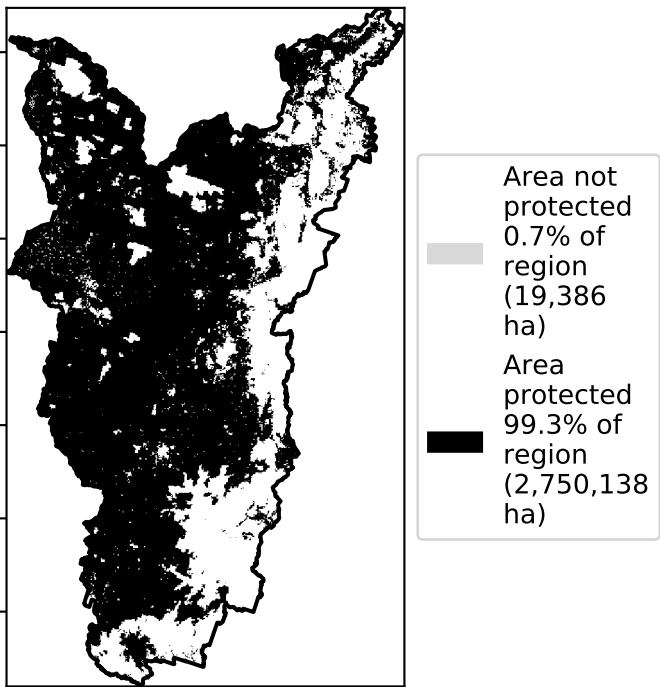 Area not
protected
0.7% of
region
(19,386
ha)
Area
protected
99.3% of
region
(2,750,138
ha)